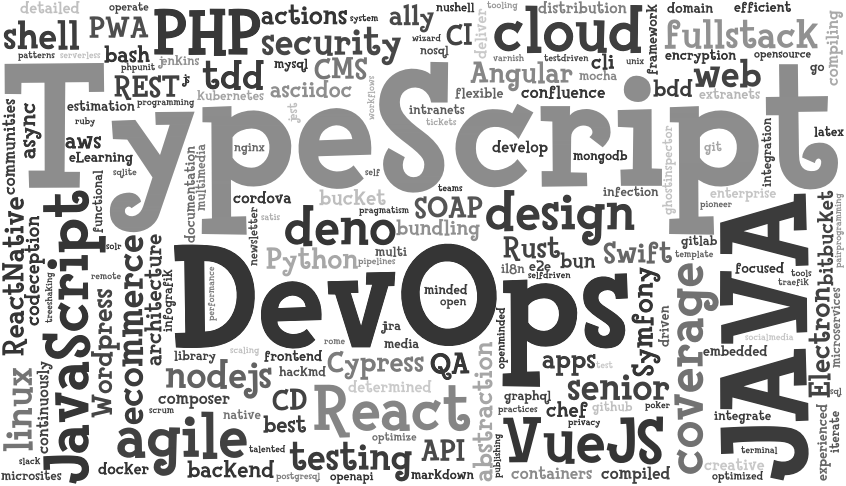 detailed
operate
PHP
actions
system
ally
nushell
tooling
distribution
domain
efficient
shell
PWA
security
wizard
CI
deliver
cloud
framework
fullstack
compiling
patterns
serverless
bash
phpunit
jenkins
mysql
CMS
nosql
varnish
testdriven
cli
unix
encryption
opensource
REST
js
tdd
Angular
mocha
bdd
web
go
TypeScript
estimation
programming
kubernetes
asciidoc
jest
workflows
flexible
confluence
extranets
communities
async
ruby
aws
eLearning
sqlite
intranets
tickets
nginx
develop
mongodb
ghostinspector
git
integration
latex
functional
documentation
multimedia
self
cordova
bucket
teams
infection
enterprise
pioneer
ReactNative
codeception
JavaScript
solr
newsletter
satis
pragmatism
SOAP
design
bundling
deno
JAVA
bitbucket
pairprogramming
architecture
infografik
Python
pipelines
multi
Rust
bun
Swift
gitlab
template
i18n
e2e
selfdriven
remote
treeshaking
Wordpress
ecommerce
performance
DevOps
minded
open
Symfony
driven
coverage
focused
tools
traefik
Electron
microservices
jra
media
rome
library
scaling
frontend
hackmd
Cypress
QA
openminded
apps
test
embedded
socialmedia
linux
continuously
nodejs
composer
scrum
native
CD
best
determined
React
optimize
abstraction
graphql
practices
chef
privacy
senior
github
poker
integrate
sql
experienced
iterate
agile
talented
testing
API
VueJS
publishing
terminal
creative
optimized
slack
microsites
docker
backend
postgresql
openapi
markdown
containers
compiled